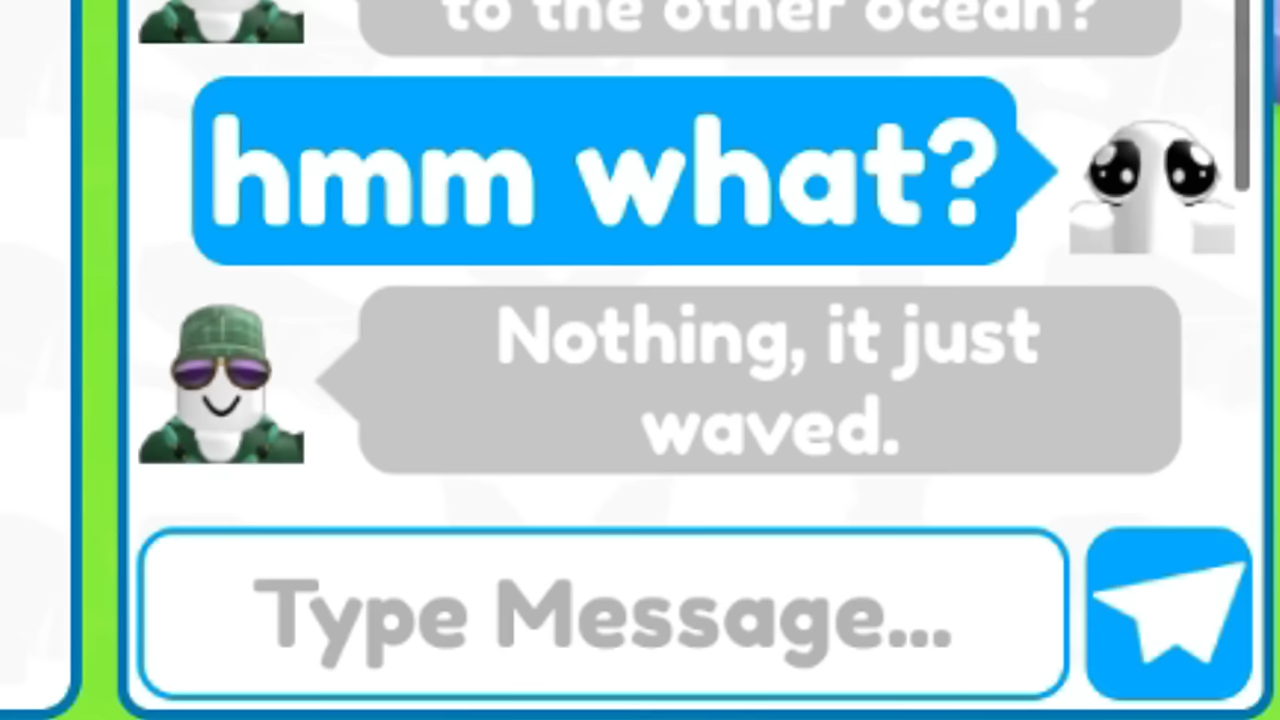 to the other ocean?
hmm what?
Nothing, it just
waved.
Type Message...